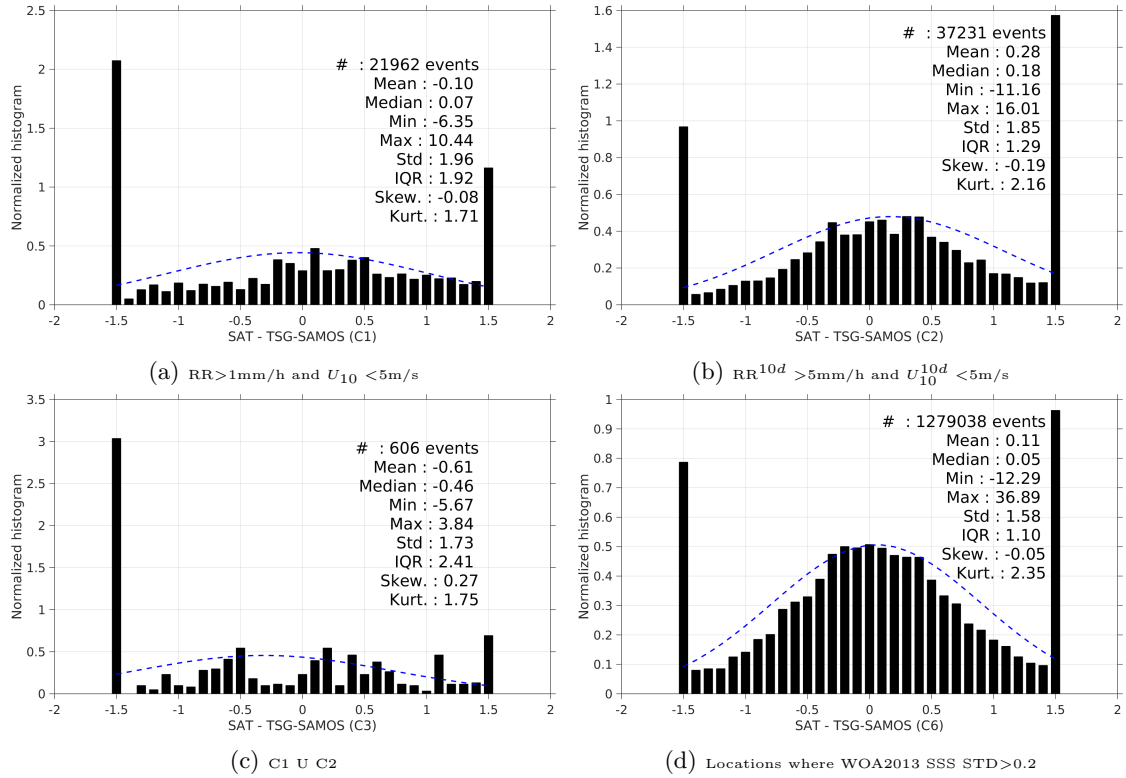 2.5
2
1.5
1
0.5
0
Normalized histogram
# : 21962 events
Mean : -0.10
Median : 0.07
Min : -6.35
Max : 10.44
Std : 1.96
IQR : 1.92
Skew. : -0.08
Kurt. : 1.71
-2 -1.5 -1 -0.5 0 0.5 1 1.5 2
SAT - TSG-SAMOS (C1)
(a) RR>1mm/h and U10 <5m/s
1.6
1.4
1.2
1
0.8
0.6
0.4
0.2
0
Normalized histogram
# : 37231 events
Mean : 0.28
Median : 0.18
Min : -11.16
Max : 16.01
Std : 1.85
IQR : 1.29
Skew. : -0.19
Kurt. : 2.16
-2 -1.5 -1 -0.5 0 0.5 1 1.5 2
SAT - TSG-SAMOS (C2)
(b) RR^10d >5mm/h and U10^10d <5m/s
3.5
3
2.5
2
1.5
1
0.5
0
Normalized histogram
# : 606 events
Mean : -0.61
Median : -0.46
Min : -5.67
Max : 3.84
Std : 1.73
IQR : 2.41
Skew. : 0.27
Kurt. : 1.75
-2 -1.5 -1 -0.5 0 0.5 1 1.5 2
SAT - TSG-SAMOS (C3)
(c) C1 U C2
1
0.9
0.8
0.7
0.6
0.5
0.4
0.3
0.2
0.1
0
Normalized histogram
# : 1279038 events
Mean : 0.11
Median : 0.05
Min : -12.29
Max : 36.89
Std : 1.58
IQR : 1.10
Skew. : -0.05
Kurt. : 2.35
-2 -1.5 -1 -0.5 0 0.5 1 1.5 2
SAT - TSG-SAMOS (C6)
(d) Locations where WOA2013 SSS STD>0.2